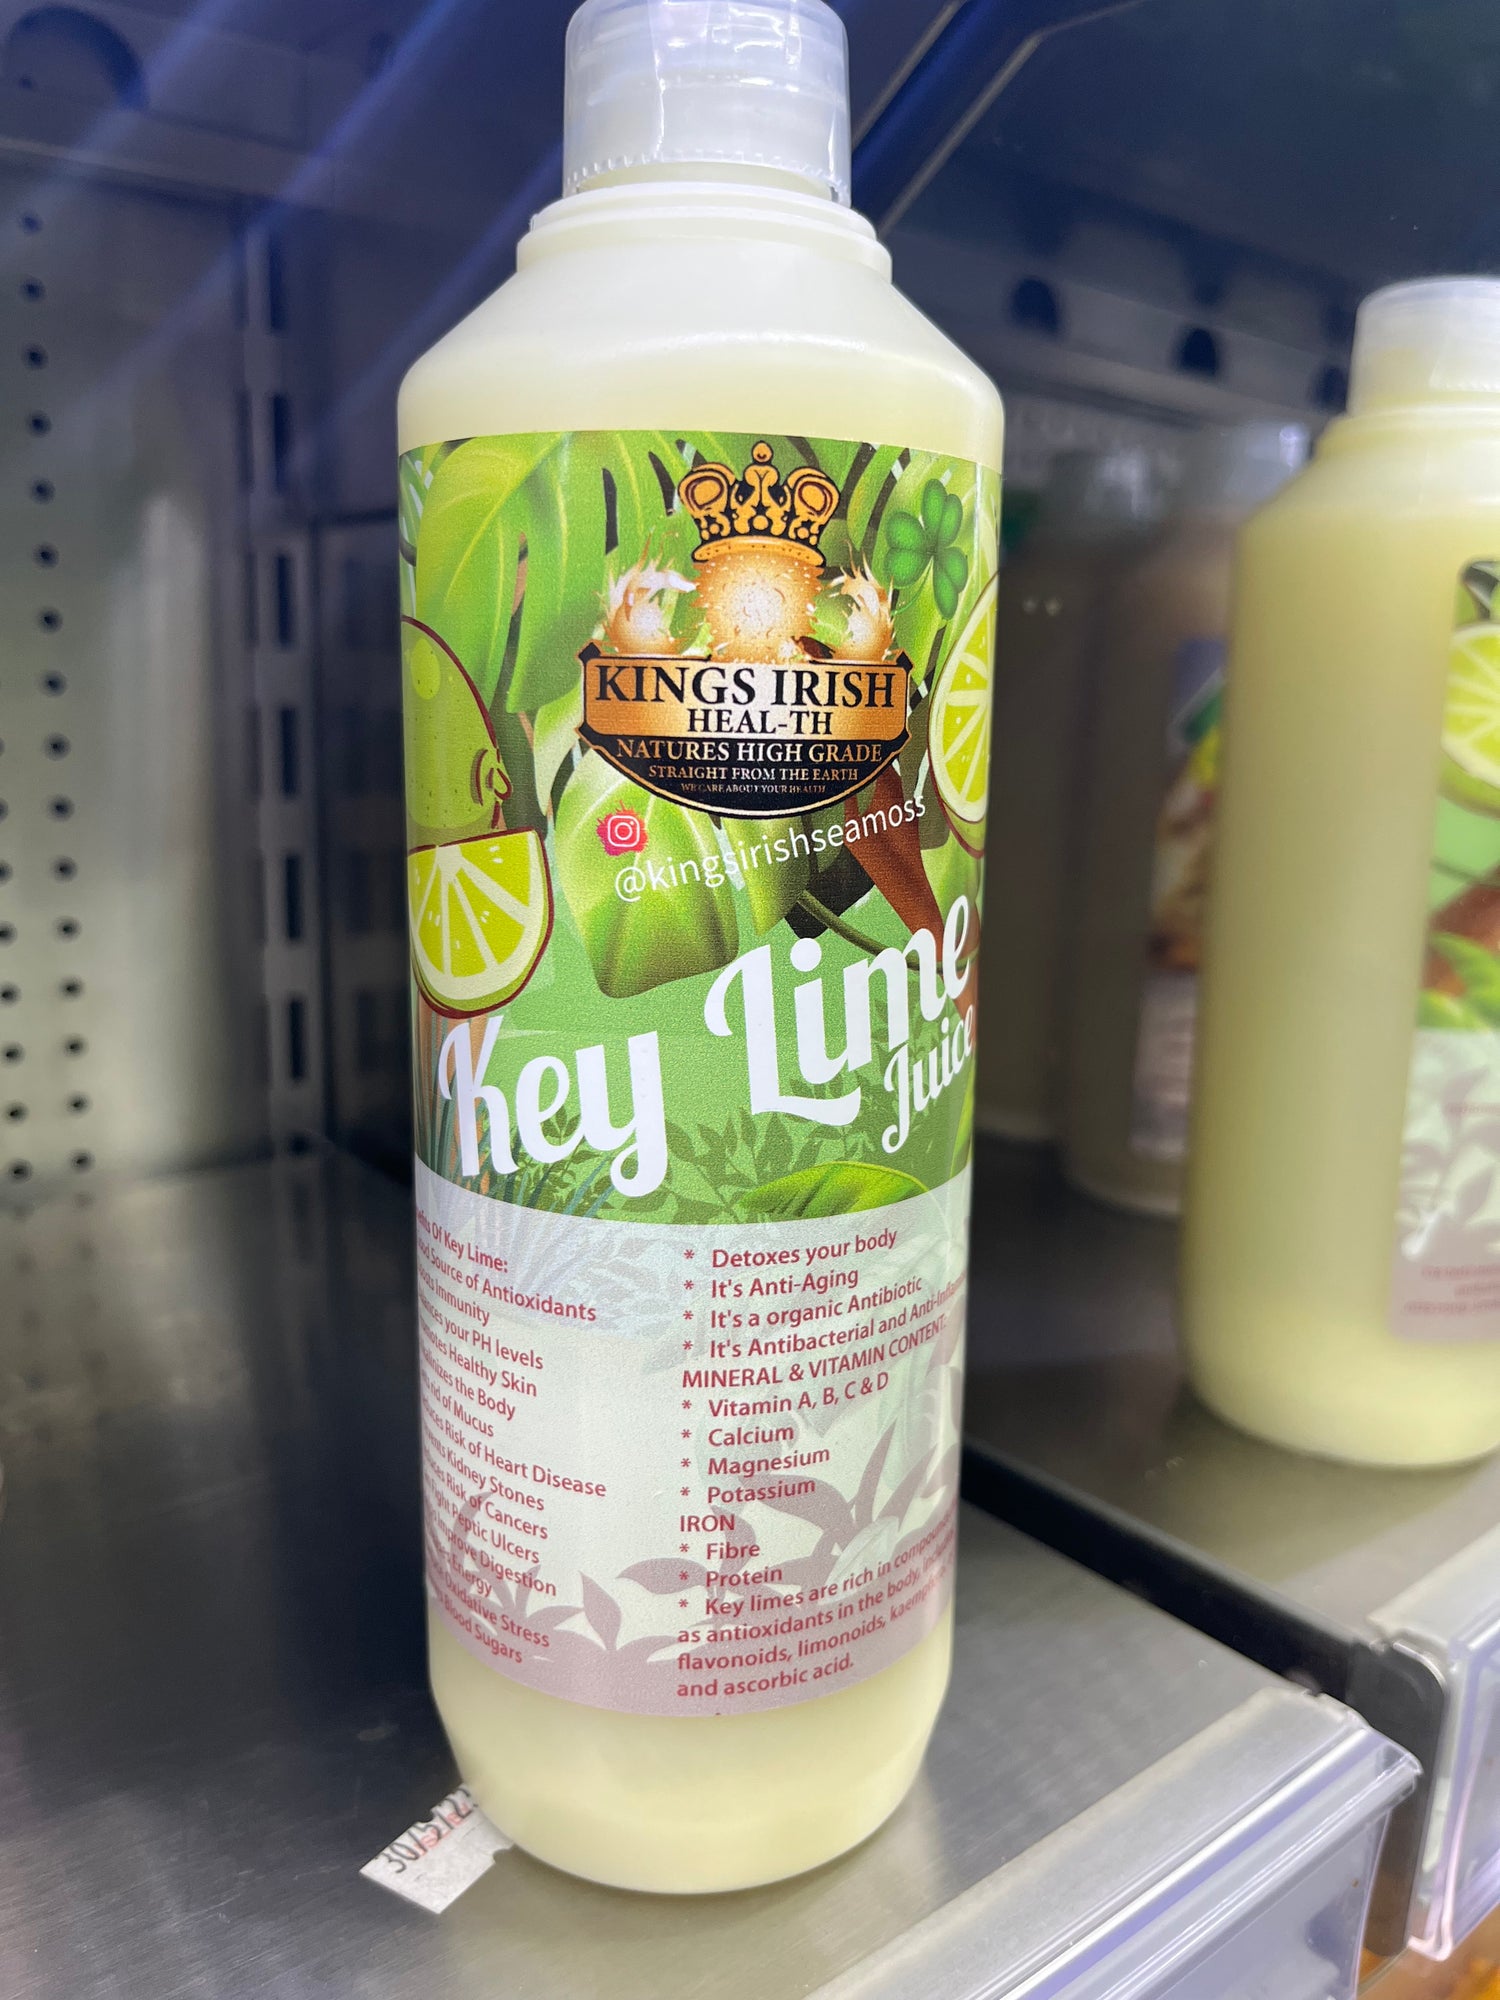 KINGS IRISH
HEAL-TH
NATURES HIGH GRADE
STRAIGHT FROM THE EARTH
WE CARE ABOUT YOUR HEALTH
@kingsirishseamoss
Key Lime
Juice
Of Key Lime:
Source of Antioxidants
Immunity
your PH levels
Healthy Skin
the Body
of Mucus
Risk of Heart Disease
Kidney Stones
Risk of Cancers
Fight Peptic Ulcers
Improve Digestion
Energy
Oxidative Stress
Blood Sugars
* Detoxes your body
* It's Anti-Aging
* It's a organic Antibiotic
* It's Antibacterial and
MINERAL & VITAMIN CONTENT:
* Vitamin A, B, C & D
* Calcium
* Magnesium
* Potassium
IRON
* Fibre
* Protein
* Key limes are rich in
as antioxidants in the body,
flavonoids, limonoids,
and ascorbic acid.